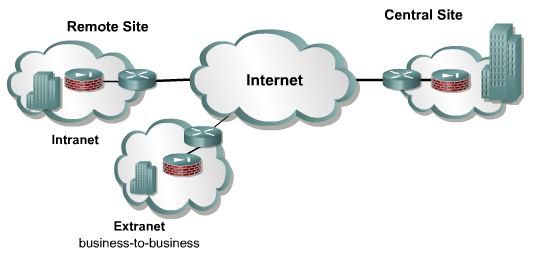 Remote Site
Central Site
Internet
Intranet
Extranet
business-to-business